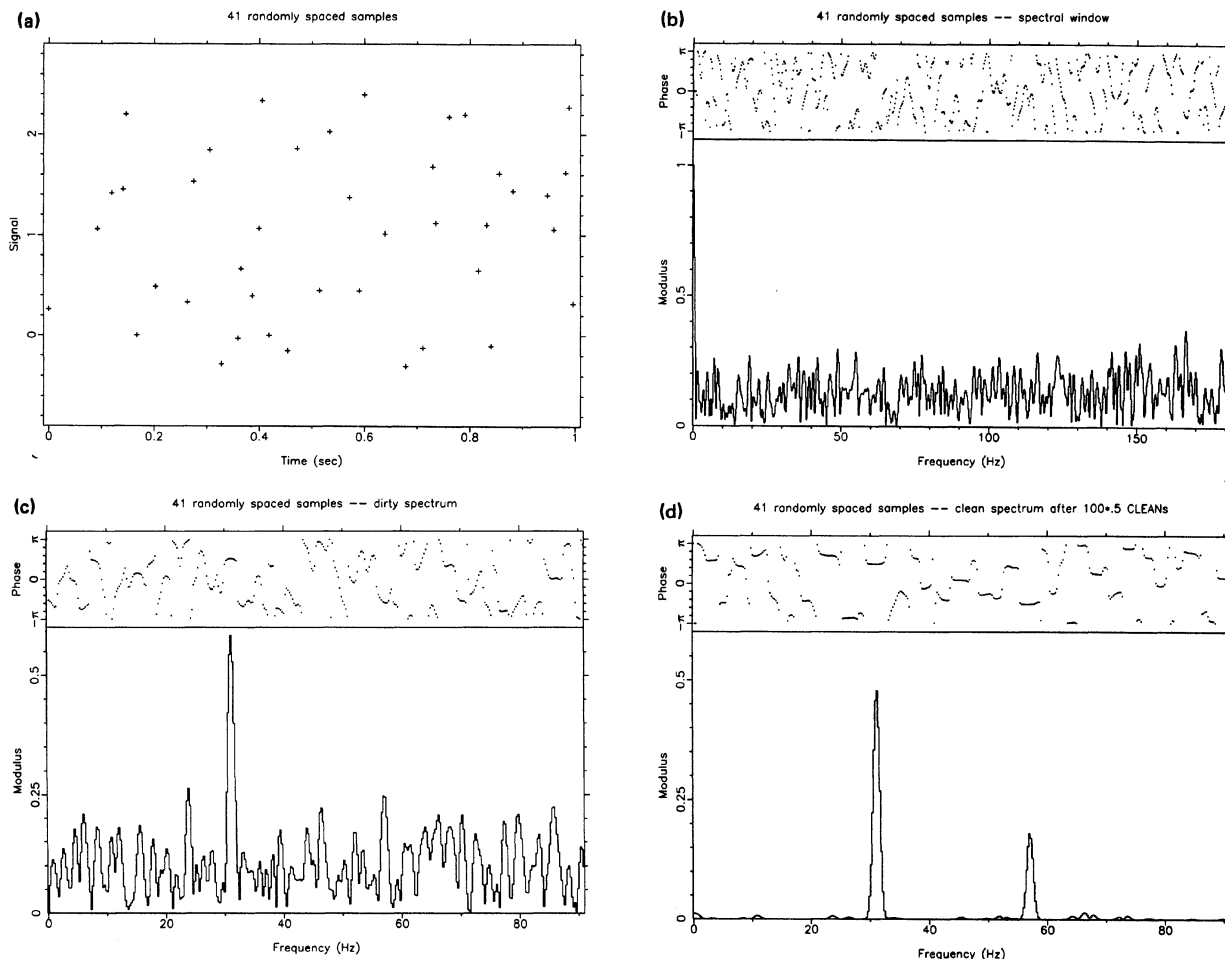 (a)
41 randomly spaced samples
Signal
2
1
0
0
0.2
0.4
0.6
0.8
1
Time (sec)
(b)
41 randomly spaced samples -- spectral window
Phase
π
0
-π
Modulus
1
0.5
0
0
50
100
150
Frequency (Hz)
(c)
41 randomly spaced samples -- dirty spectrum
Phase
π
0
-π
Modulus
0.5
0.25
0
0
20
40
60
80
Frequency (Hz)
(d)
41 randomly spaced samples -- clean spectrum after 100*.5 CLEANs
Phase
π
0
-π
Modulus
0.5
0.25
0
0
20
40
60
80
Frequency (Hz)